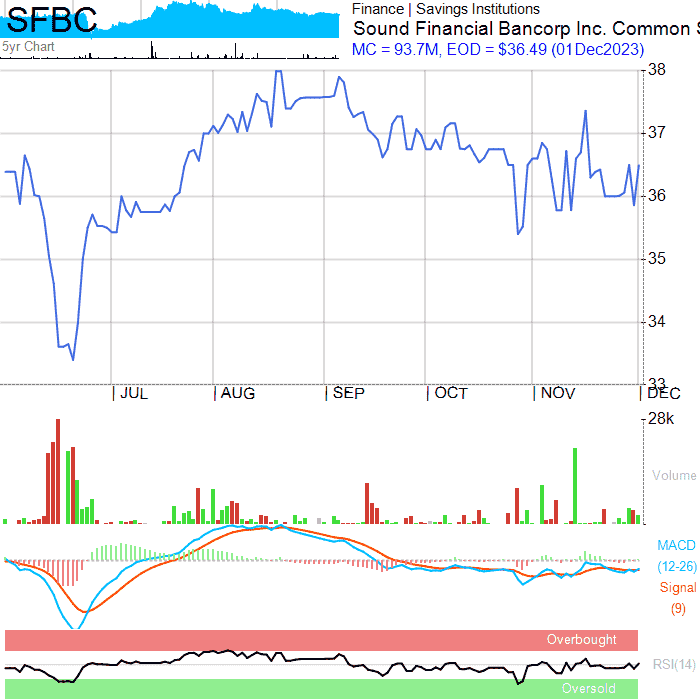 SFBC
5yr Chart
Finance | Savings Institutions
Sound Financial Bancorp Inc. Common S
MC = 93.7M, EOD = $36.49 (01Dec2023)
38
37
36
35
34
33
JUL AUG SEP OCT NOV DEC
28k
Volume
MACD
(12-26)
Signal
(9)
Overbought
RSI(14)
Oversold